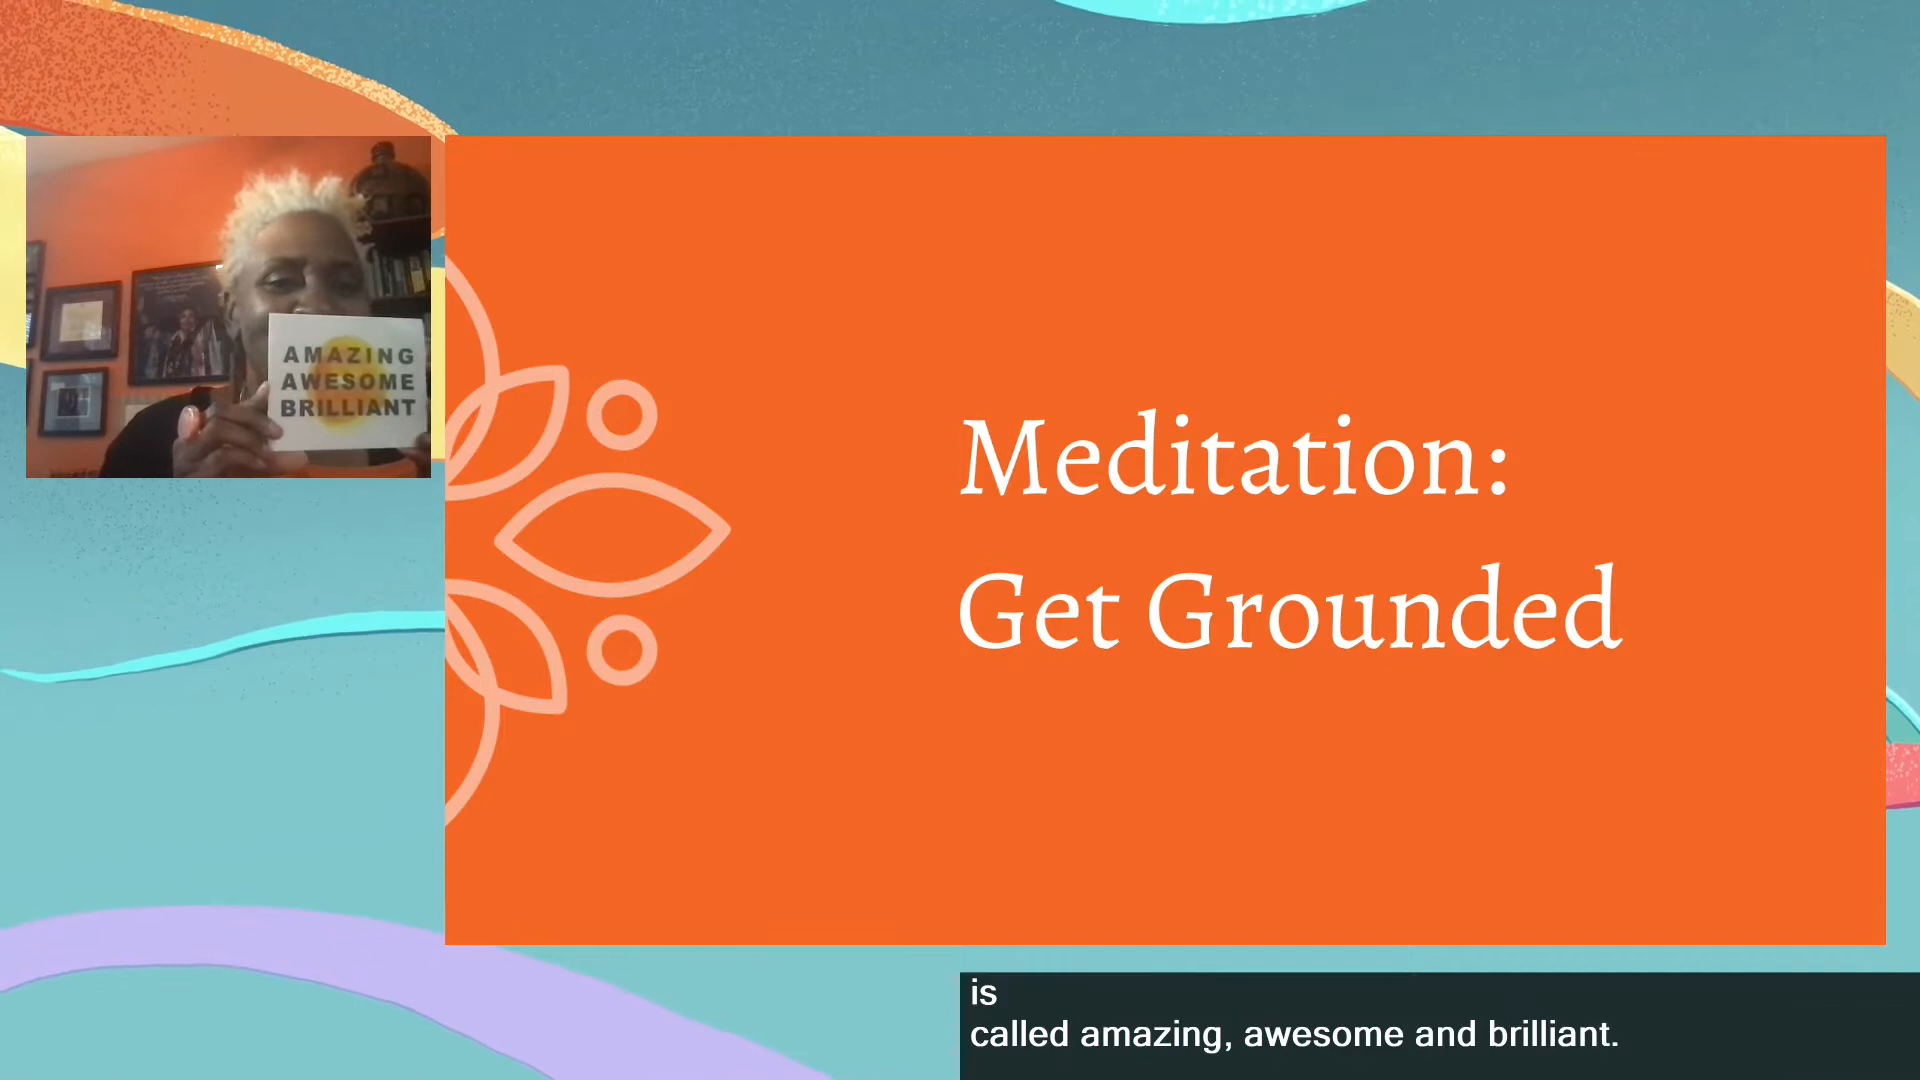 AMAZING
AWESOME
BRILLIANT
Meditation:
Get Grounded
is
called amazing, awesome and brilliant.